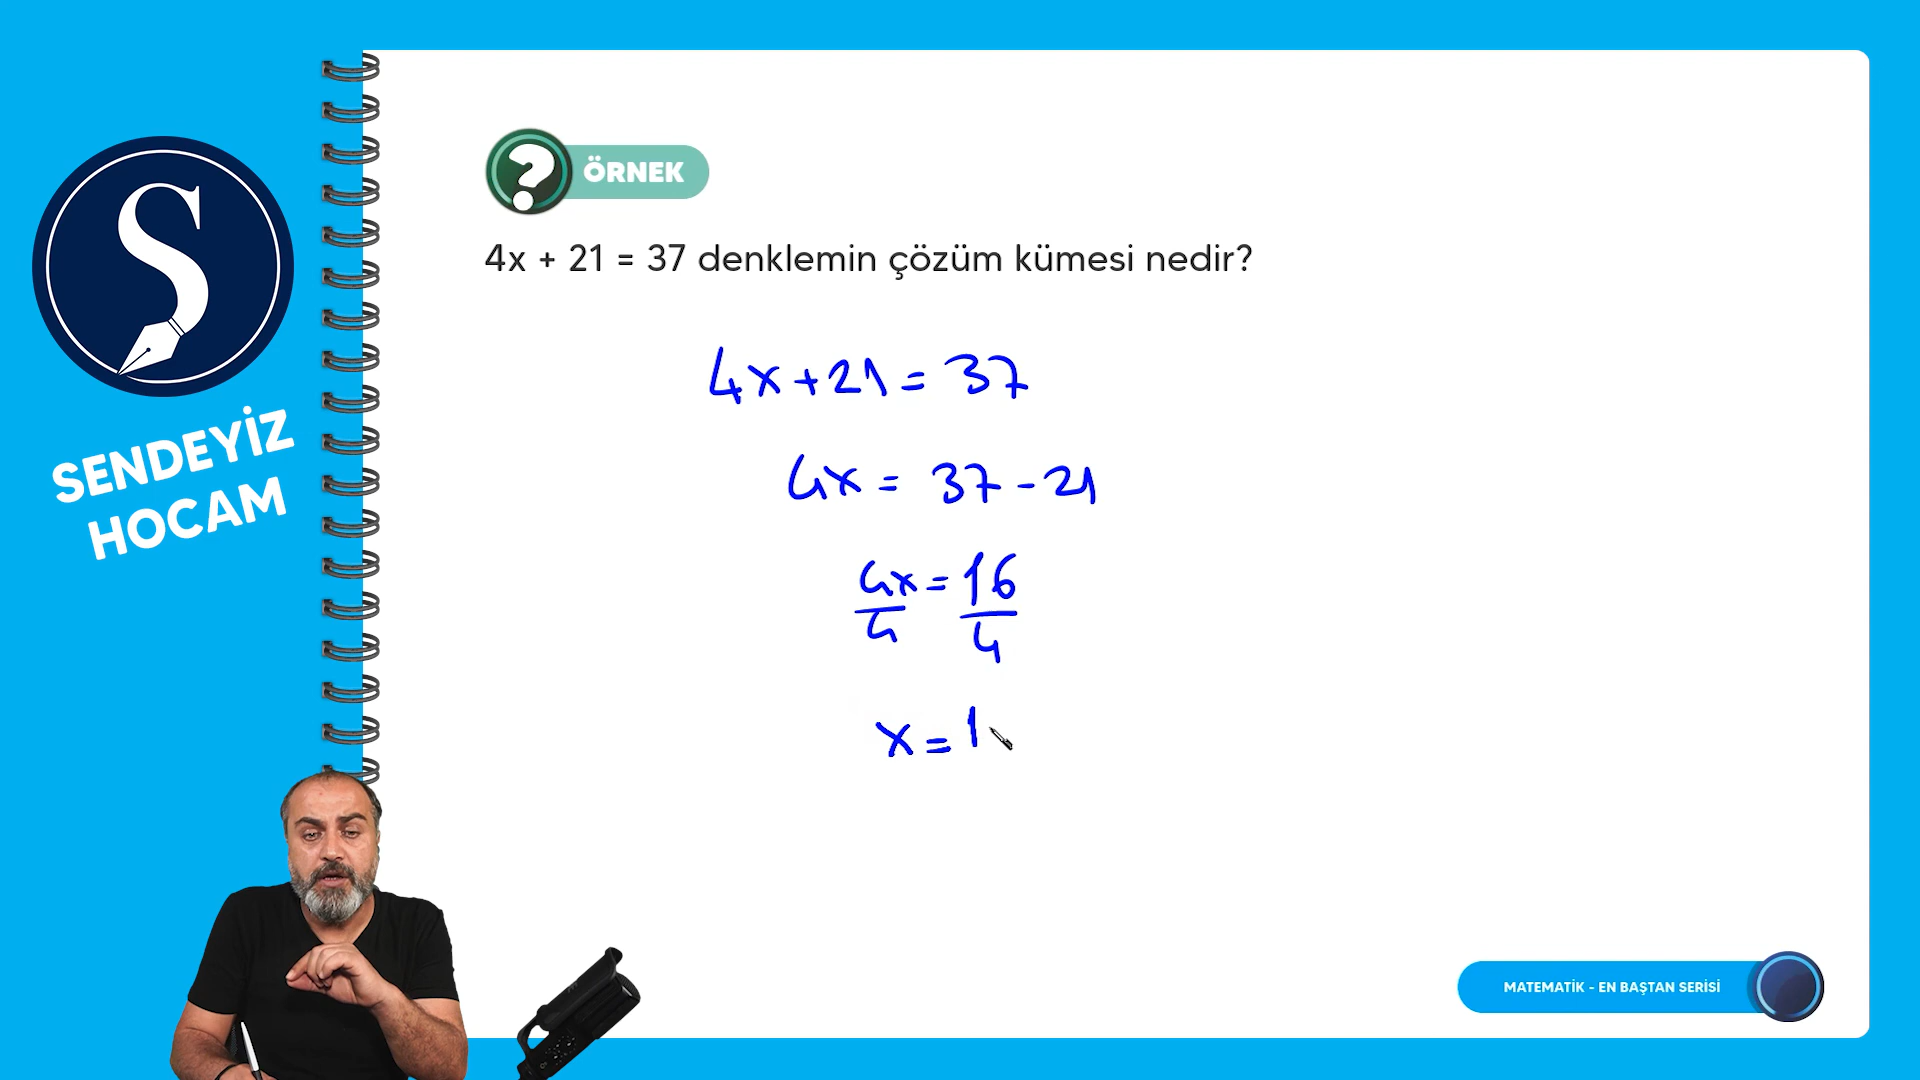 SENDEYİZ
HOCAM
ÖRNEK
4x + 21 = 37 denklemin çözüm kümesi nedir?
4x + 21 = 37
4x = 37 - 21
4x = 16
4 4
x = 1
MATEMATİK - EN BAŞTAN SERİSİ